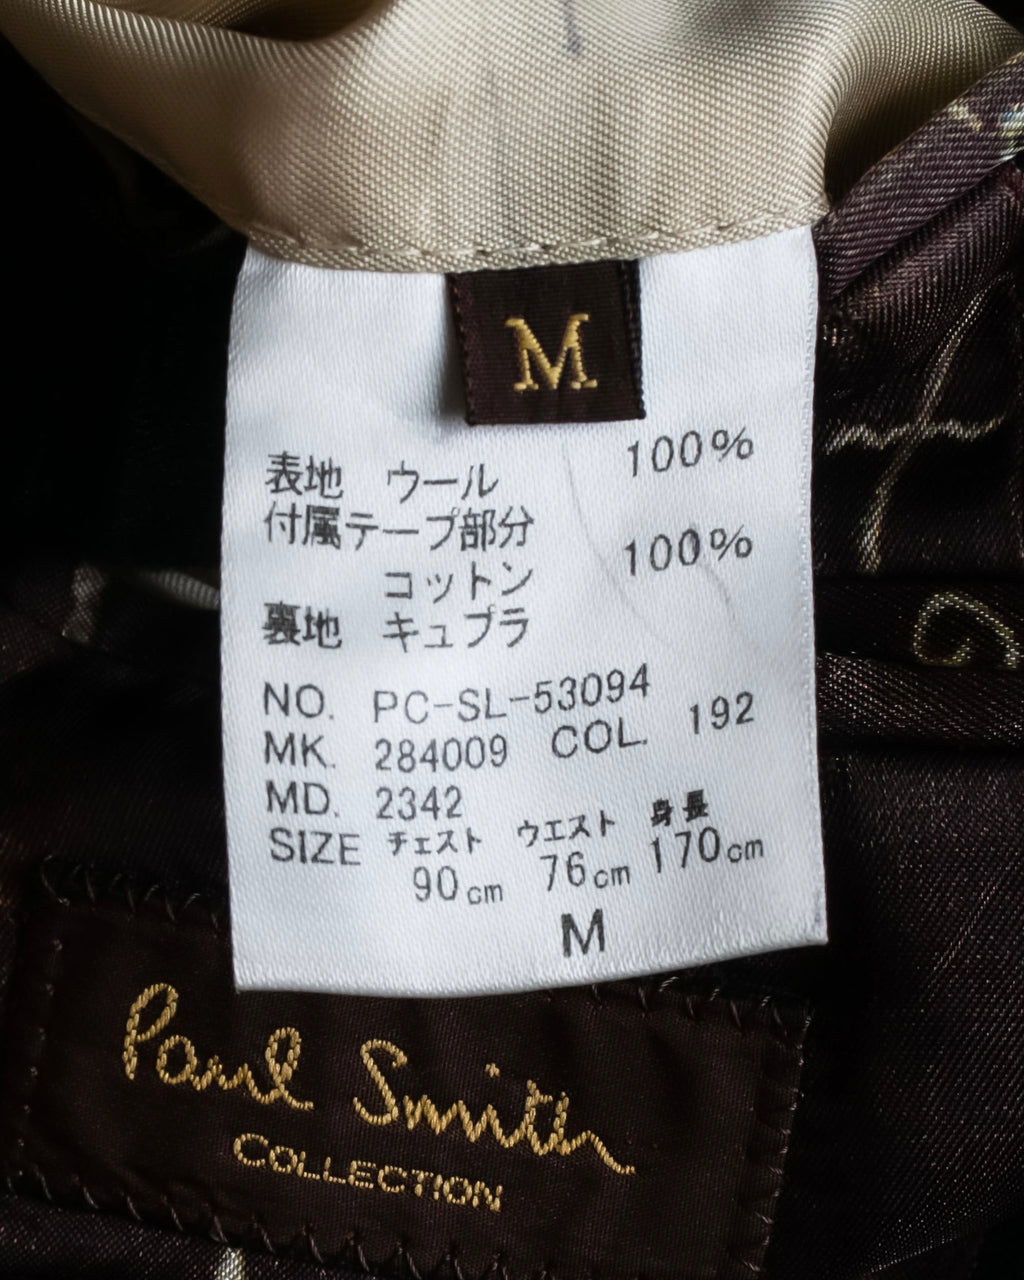 M
表地 ウール 100%
付属テープ部分
コットン 100%
裏地 キュプラ
NO. PC-SL-53094
MK. 284009 COL. 192
MD. 2342
SIZE チェスト ウエスト 身長
90cm 76cm 170cm
M
Paul Smith
COLLECTION